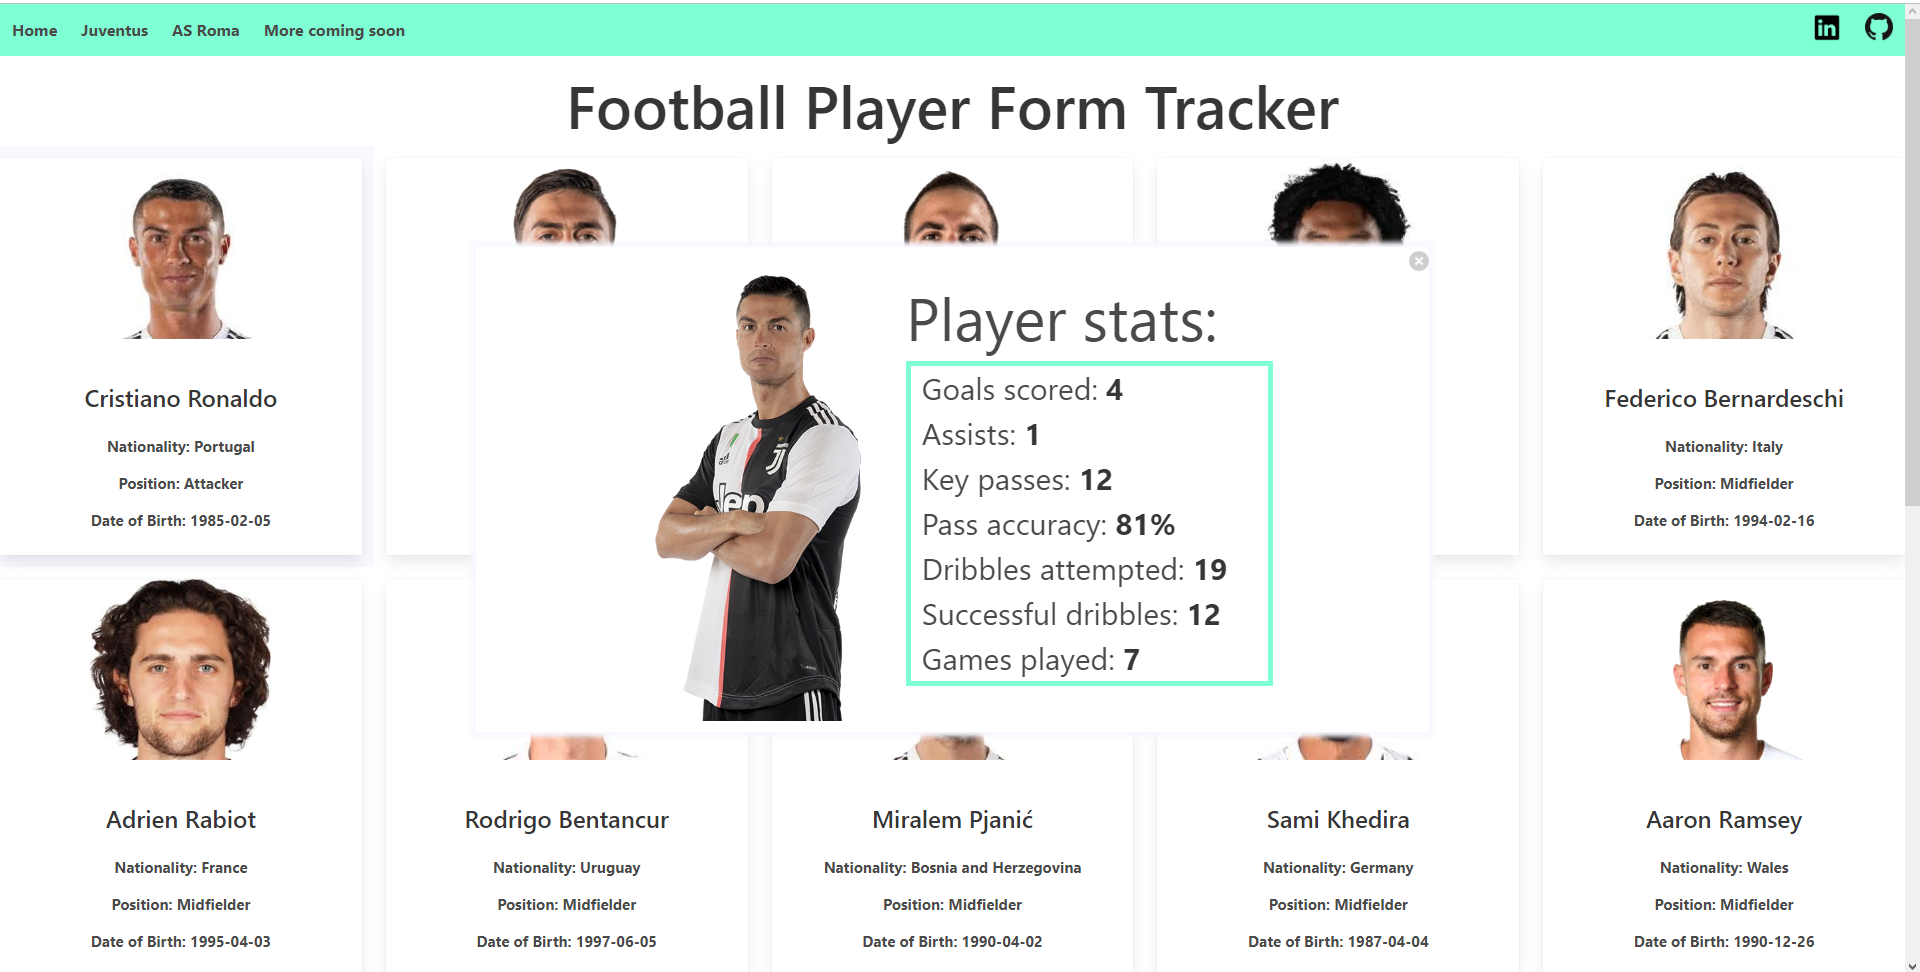 Home Juventus AS Roma More coming soon
in
Football Player Form Tracker
Cristiano Ronaldo
Nationality: Portugal
Position: Attacker
Date of Birth: 1985-02-05
Player stats:
Goals scored: 4
Assists: 1
Key passes: 12
Pass accuracy: 81%
Dribbles attempted: 19
Successful dribbles: 12
Games played: 7
Federico Bernardeschi
Nationality: Italy
Position: Midfielder
Date of Birth: 1994-02-16
Adrien Rabiot
Nationality: France
Position: Midfielder
Date of Birth: 1995-04-03
Rodrigo Bentancur
Nationality: Uruguay
Position: Midfielder
Date of Birth: 1997-06-05
Miralem Pjanić
Nationality: Bosnia and Herzegovina
Position: Midfielder
Date of Birth: 1990-04-02
Sami Khedira
Nationality: Germany
Position: Midfielder
Date of Birth: 1987-04-04
Aaron Ramsey
Nationality: Wales
Position: Midfielder
Date of Birth: 1990-12-26